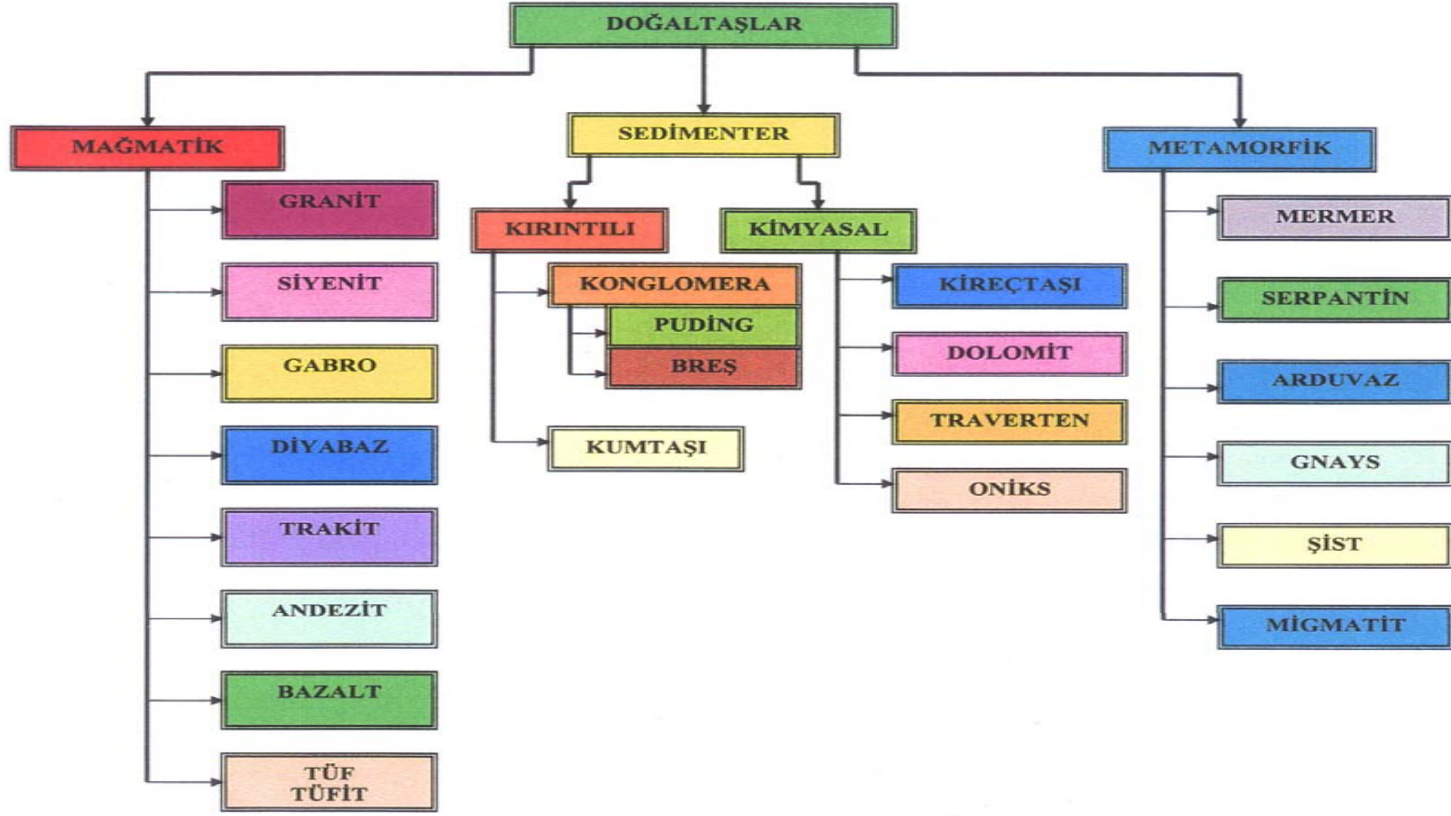 DOĞALTAŞLAR
MAĞMATİK
GRANİT
SİYENİT
GABRO
DİYABAZ
TRAKİT
ANDEZİT
BAZALT
TÜF
TÜFİT
SEDİMENTER
KIRINTILI
KONGLOMERA
PUDİNG
BREŞ
KUMTAŞI
KİMYASAL
KİREÇTAŞI
DOLOMİT
TRAVERTEN
ONİKS
METAMORFİK
MERMER
SERPANTİN
ARDUVAZ
GNAYS
ŞİST
MİGMATİT